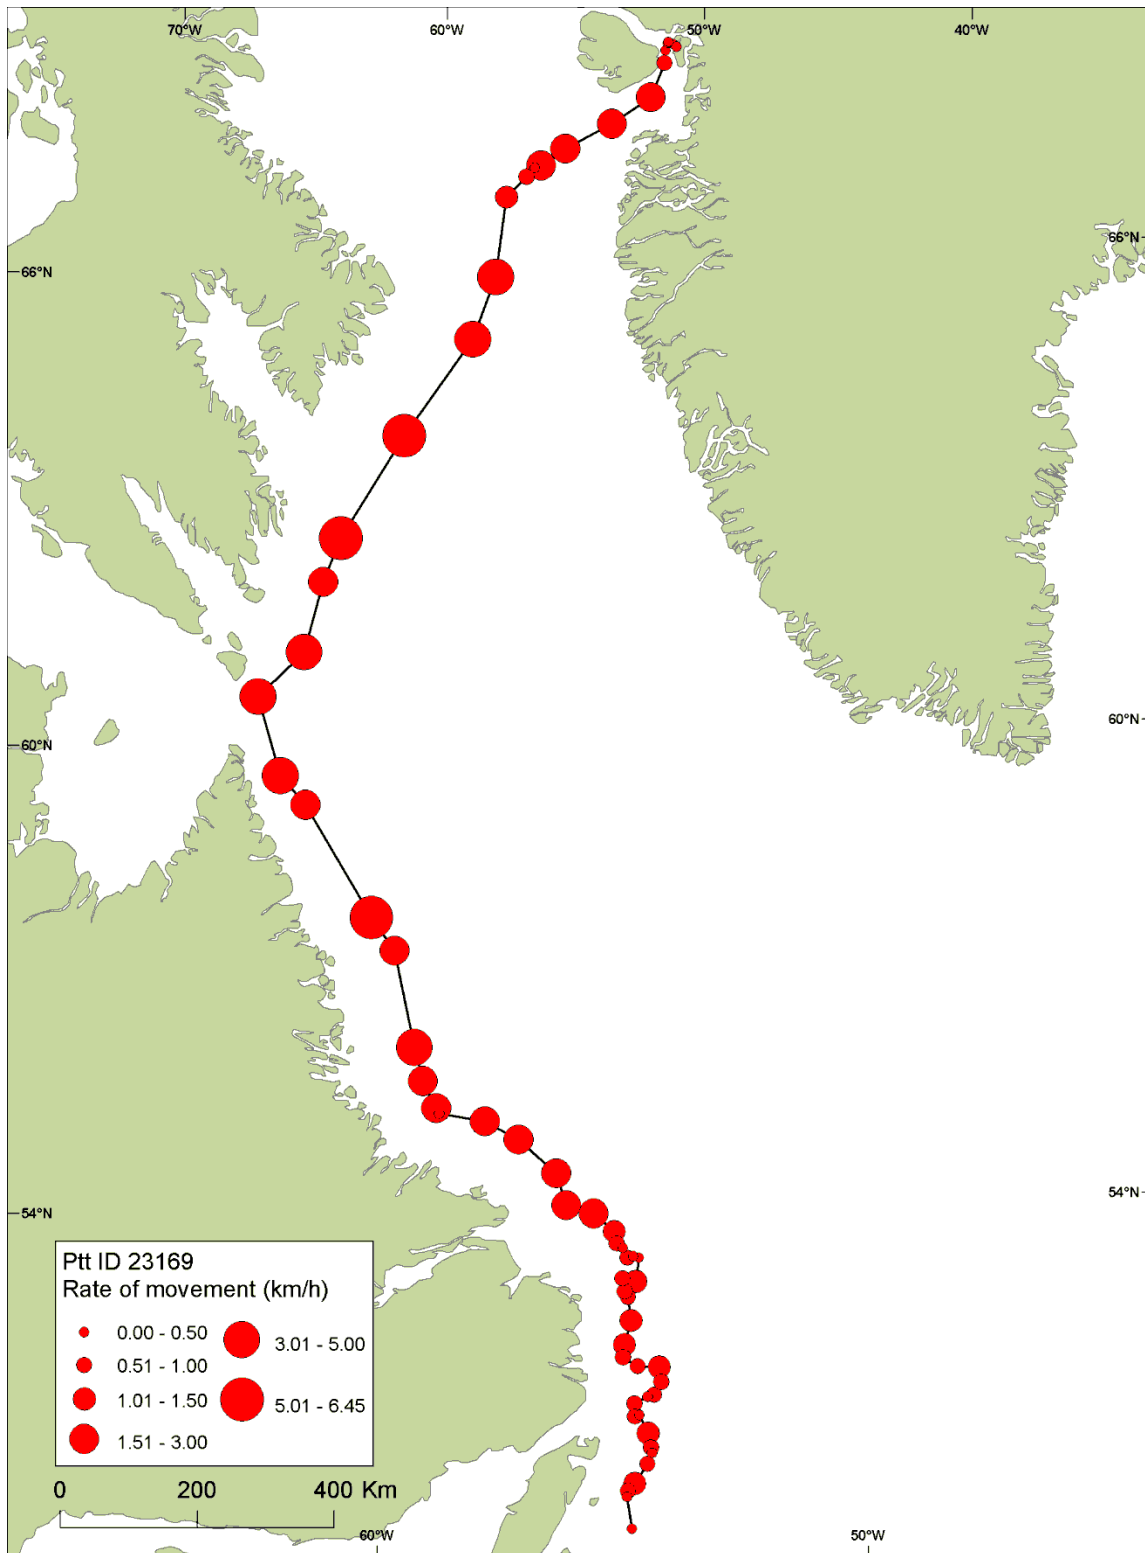 70°W 60°W 50°W 40°W
66°N
66°N
60°N
60°N
54°N
54°N
Ptt ID 23169
Rate of movement (km/h)
0.00 - 0.50
0.51 - 1.00
1.01 - 1.50
1.51 - 3.00
3.01 - 5.00
5.01 - 6.45
0 200 400 Km
60°W 50°W